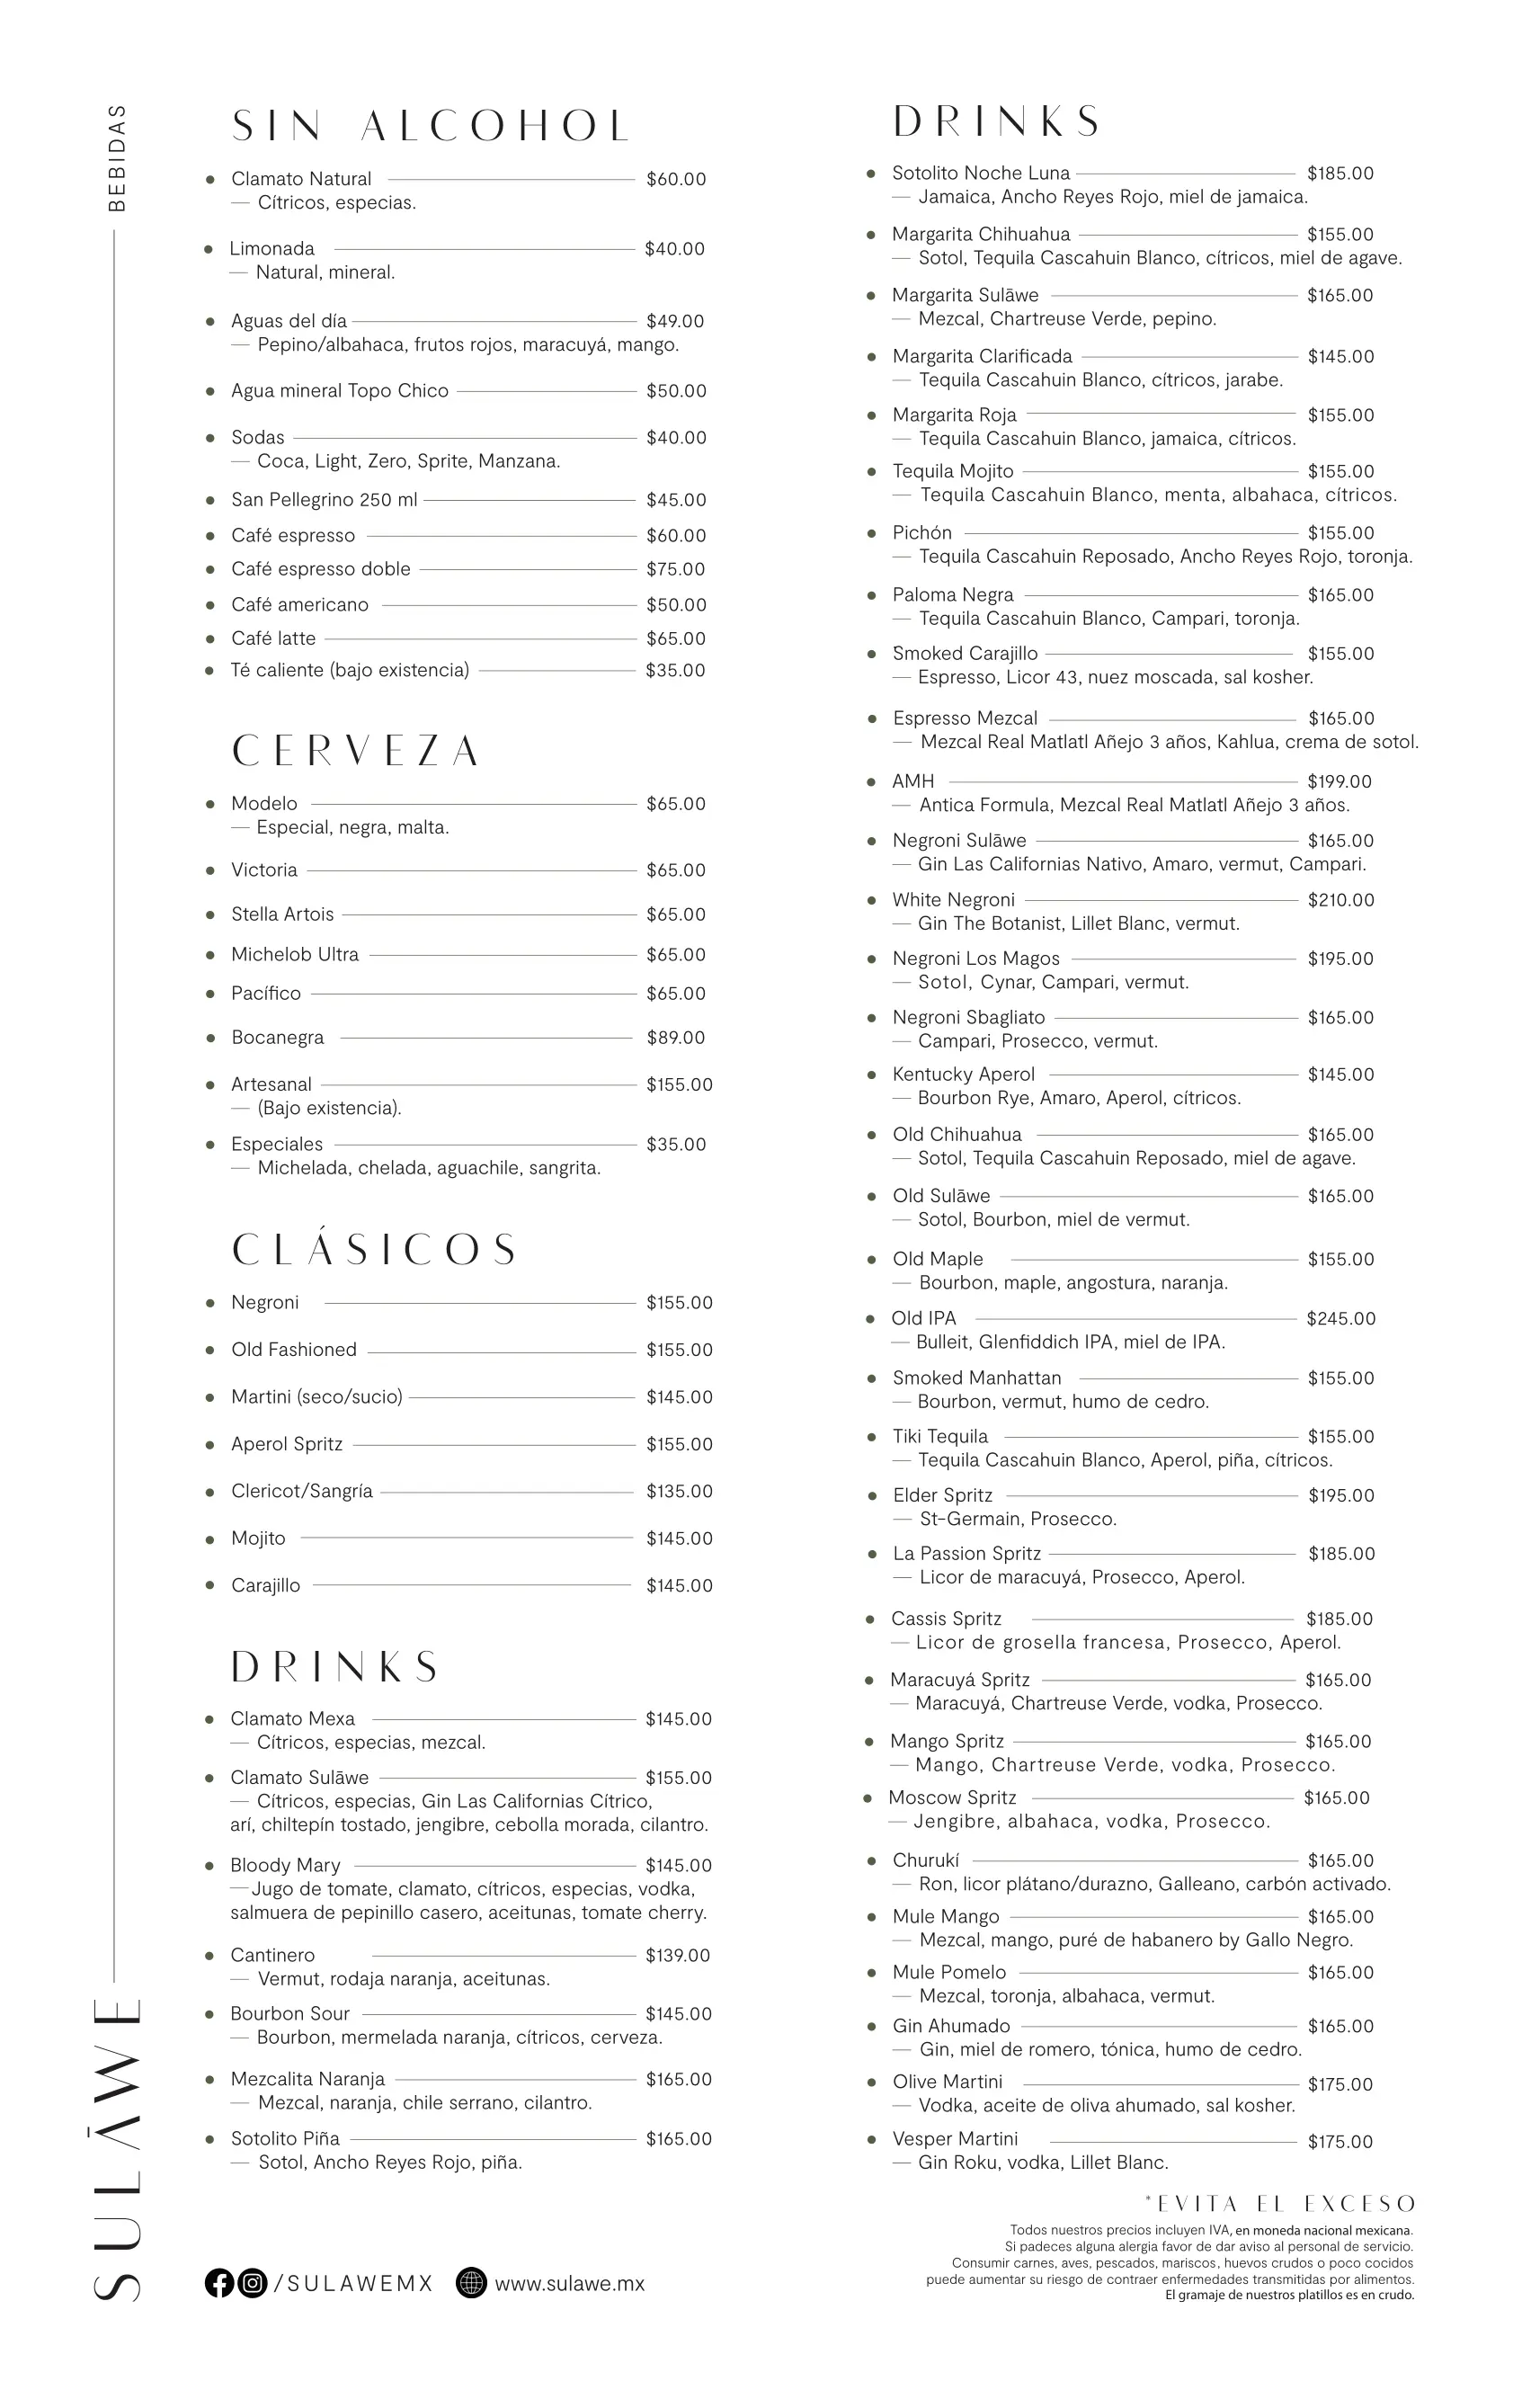 BEBIDAS
SULĀWE
SIN ALCOHOL
Clamato Natural $60.00
— Cítricos, especias.
Limonada $40.00
— Natural, mineral.
Aguas del día $49.00
— Pepino/albahaca, frutos rojos, maracuyá, mango.
Agua mineral Topo Chico $50.00
Sodas $40.00
— Coca, Light, Zero, Sprite, Manzana.
San Pellegrino 250 ml $45.00
Café espresso $60.00
Café espresso doble $75.00
Café americano $50.00
Café latte $65.00
Té caliente (bajo existencia) $35.00
CERVEZA
Modelo $65.00
— Especial, negra, malta.
Victoria $65.00
Stella Artois $65.00
Michelob Ultra $65.00
Pacífico $65.00
Bocanegra $89.00
Artesanal $155.00
— (Bajo existencia).
Especiales $35.00
— Michelada, chelada, aguachile, sangrita.
CLÁSICOS
Negroni $155.00
Old Fashioned $155.00
Martini (seco/sucio) $145.00
Aperol Spritz $155.00
Clericot/Sangría $135.00
Mojito $145.00
Carajillo $145.00
DRINKS
Clamato Mexa $145.00
— Cítricos, especias, mezcal.
Clamato Sulāwe $155.00
— Cítricos, especias, Gin Las Californias Cítrico,
arí, chiltepín tostado, jengibre, cebolla morada, cilantro.
Bloody Mary $145.00
— Jugo de tomate, clamato, cítricos, especias, vodka,
salmuera de pepinillo casero, aceitunas, tomate cherry.
Cantinero $139.00
— Vermut, rodaja naranja, aceitunas.
Bourbon Sour $145.00
— Bourbon, mermelada naranja, cítricos, cerveza.
Mezcalita Naranja $165.00
— Mezcal, naranja, chile serrano, cilantro.
Sotolito Piña $165.00
— Sotol, Ancho Reyes Rojo, piña.
/SULAWEMX www.sulawe.mx
DRINKS
Sotolito Noche Luna $185.00
— Jamaica, Ancho Reyes Rojo, miel de jamaica.
Margarita Chihuahua $155.00
— Sotol, Tequila Cascahuin Blanco, cítricos, miel de agave.
Margarita Sulāwe $165.00
— Mezcal, Chartreuse Verde, pepino.
Margarita Clarificada $145.00
— Tequila Cascahuin Blanco, cítricos, jarabe.
Margarita Roja $155.00
— Tequila Cascahuin Blanco, jamaica, cítricos.
Tequila Mojito $155.00
— Tequila Cascahuin Blanco, menta, albahaca, cítricos.
Pichón $155.00
— Tequila Cascahuin Reposado, Ancho Reyes Rojo, toronja.
Paloma Negra $165.00
— Tequila Cascahuin Blanco, Campari, toronja.
Smoked Carajillo $155.00
— Espresso, Licor 43, nuez moscada, sal kosher.
Espresso Mezcal $165.00
— Mezcal Real Matlatl Añejo 3 años, Kahlua, crema de sotol.
AMH $199.00
— Antica Formula, Mezcal Real Matlatl Añejo 3 años.
Negroni Sulāwe $165.00
— Gin Las Californias Nativo, Amaro, vermut, Campari.
White Negroni $210.00
— Gin The Botanist, Lillet Blanc, vermut.
Negroni Los Magos $195.00
— Sotol, Cynar, Campari, vermut.
Negroni Sbagliato $165.00
— Campari, Prosecco, vermut.
Kentucky Aperol $145.00
— Bourbon Rye, Amaro, Aperol, cítricos.
Old Chihuahua $165.00
— Sotol, Tequila Cascahuin Reposado, miel de agave.
Old Sulāwe $165.00
— Sotol, Bourbon, miel de vermut.
Old Maple $155.00
— Bourbon, maple, angostura, naranja.
Old IPA $245.00
— Bulleit, Glenfiddich IPA, miel de IPA.
Smoked Manhattan $155.00
— Bourbon, vermut, humo de cedro.
Tiki Tequila $155.00
— Tequila Cascahuin Blanco, Aperol, piña, cítricos.
Elder Spritz $195.00
— St-Germain, Prosecco.
La Passion Spritz $185.00
— Licor de maracuyá, Prosecco, Aperol.
Cassis Spritz $185.00
— Licor de grosella francesa, Prosecco, Aperol.
Maracuyá Spritz $165.00
— Maracuyá, Chartreuse Verde, vodka, Prosecco.
Mango Spritz $165.00
— Mango, Chartreuse Verde, vodka, Prosecco.
Moscow Spritz $165.00
— Jengibre, albahaca, vodka, Prosecco.
Churukí $165.00
— Ron, licor plátano/durazno, Galleano, carbón activado.
Mule Mango $165.00
— Mezcal, mango, puré de habanero by Gallo Negro.
Mule Pomelo $165.00
— Mezcal, toronja, albahaca, vermut.
Gin Ahumado $165.00
— Gin, miel de romero, tónica, humo de cedro.
Olive Martini $175.00
— Vodka, aceite de oliva ahumado, sal kosher.
Vesper Martini $175.00
— Gin Roku, vodka, Lillet Blanc.
*EVITA EL EXCESO
Todos nuestros precios incluyen IVA, en moneda nacional mexicana.
Si padeces alguna alergia favor de dar aviso al personal de servicio.
Consumir carnes, aves, pescados, mariscos, huevos crudos o poco cocidos
puede aumentar su riesgo de contraer enfermedades transmitidas por alimentos.
El gramaje de nuestros platillos es en crudo.